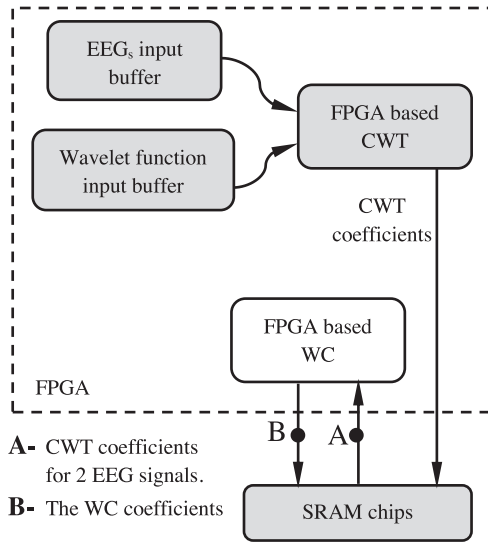 EEGs input
buffer
FPGA based
CWT
Wavelet function
input buffer
CWT
coefficients
FPGA based
WC
FPGA
B
A
A- CWT coefficients
for 2 EEG signals.
B- The WC coefficients
SRAM chips